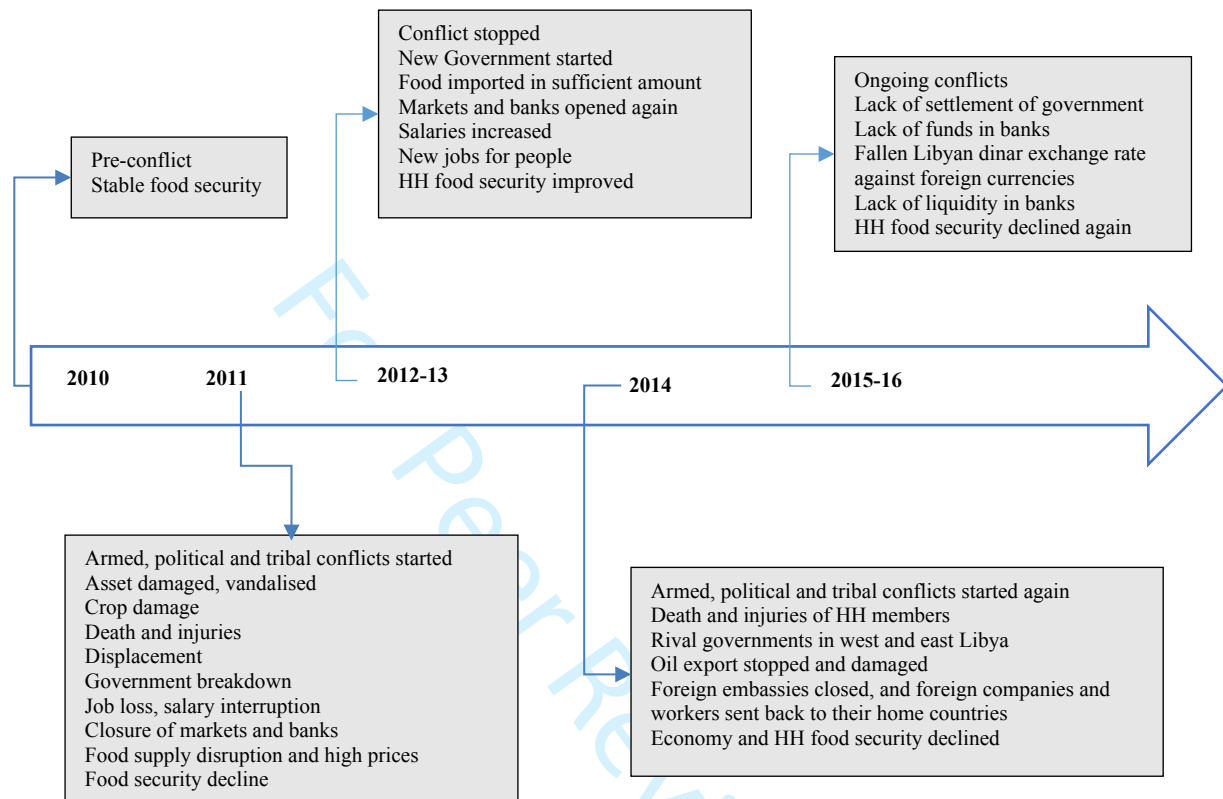 Conflict stopped
New Government started
Food imported in sufficient amount
Markets and banks opened again
Salaries increased
New jobs for people
HH food security improved
Ongoing conflicts
Lack of settlement of government
Lack of funds in banks
Fallen Libyan dinar exchange rate
against foreign currencies
Lack of liquidity in banks
HH food security declined again
Pre-conflict
Stable food security
2010
2011
2012-13
2014
2015-16
Armed, political and tribal conflicts started
Asset damaged, vandalised
Crop damage
Death and injuries
Displacement
Government breakdown
Job loss, salary interruption
Closure of markets and banks
Food supply disruption and high prices
Food security decline
Armed, political and tribal conflicts started again
Death and injuries of HH members
Rival governments in west and east Libya
Oil export stopped and damaged
Foreign embassies closed, and foreign companies and
workers sent back to their home countries
Economy and HH food security declined
Peer